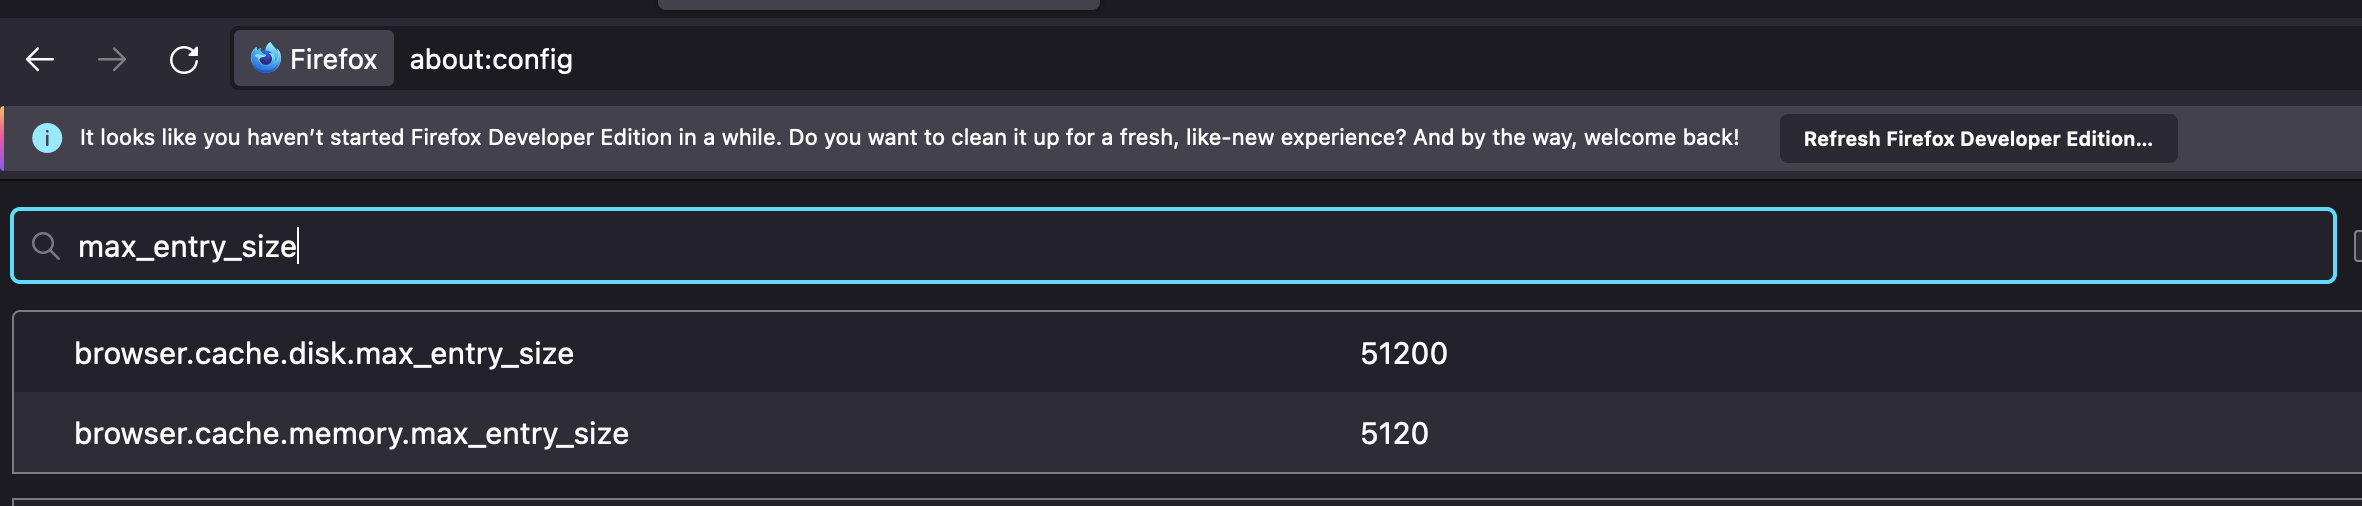 Firefox about:config
It looks like you haven’t started Firefox Developer Edition in a while. Do you want to clean it up for a fresh, like-new experience? And by the way, welcome back! Refresh Firefox Developer Edition…
max_entry_size
browser.cache.disk.max_entry_size 51200
browser.cache.memory.max_entry_size 5120